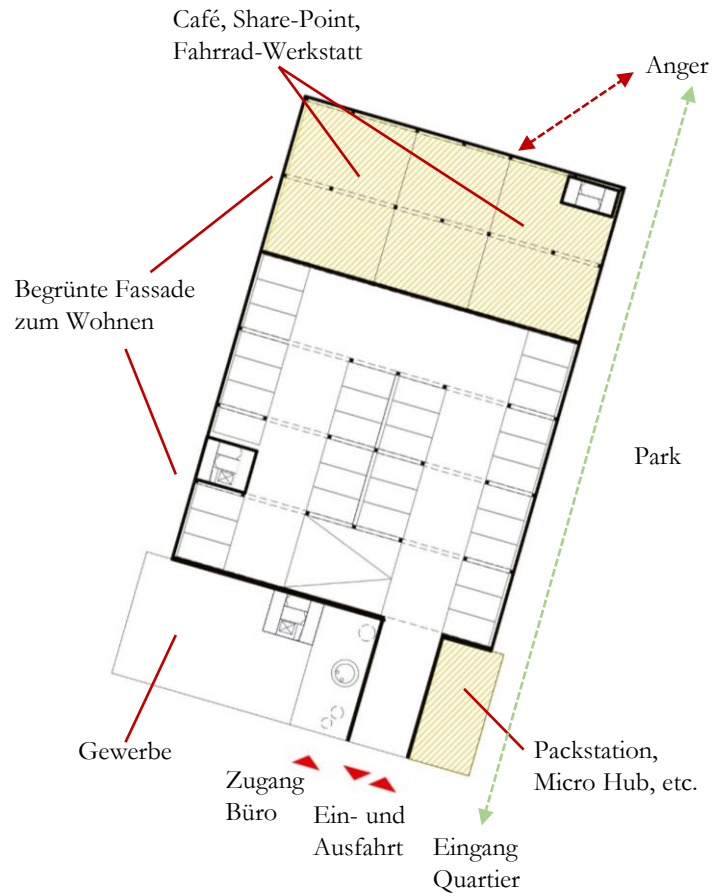 Café, Share-Point,
Fahrrad-Werkstatt
Anger
Begrünte Fassade
zum Wohnen
Park
Gewerbe
Packstation,
Micro Hub, etc.
Zugang
Büro
Ein- und
Ausfahrt
Eingang
Quartier